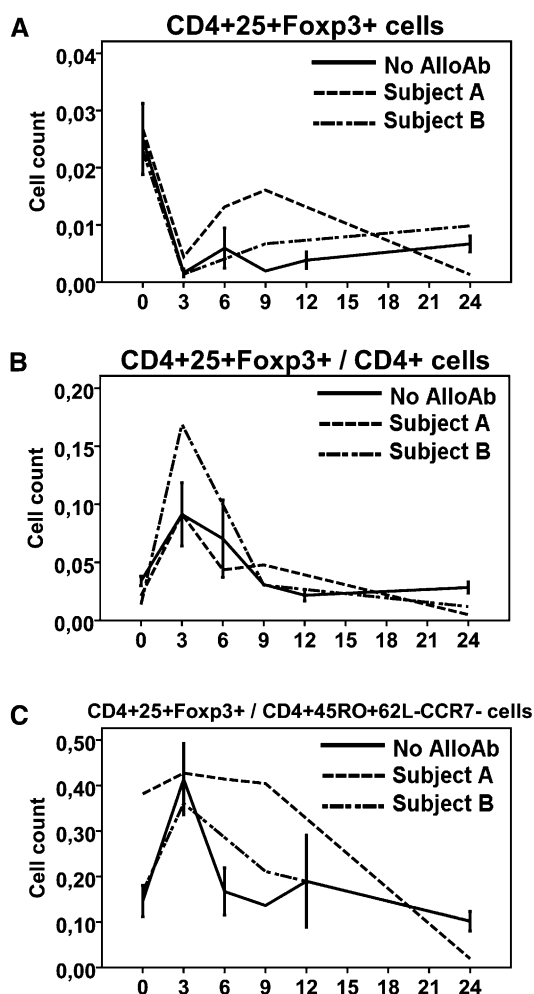 A
CD4+25+Foxp3+ cells
No AlloAb
Subject A
Subject B
Cell count
0,04
0,03
0,02
0,01
0,00
0 3 6 9 12 15 18 21 24
B
CD4+25+Foxp3+ / CD4+ cells
No AlloAb
Subject A
Subject B
Cell count
0,20
0,15
0,10
0,05
0,00
0 3 6 9 12 15 18 21 24
C
CD4+25+Foxp3+ / CD4+45RO+62L-CCR7- cells
No AlloAb
Subject A
Subject B
Cell count
0,50
0,40
0,30
0,20
0,10
0,00
0 3 6 9 12 15 18 21 24